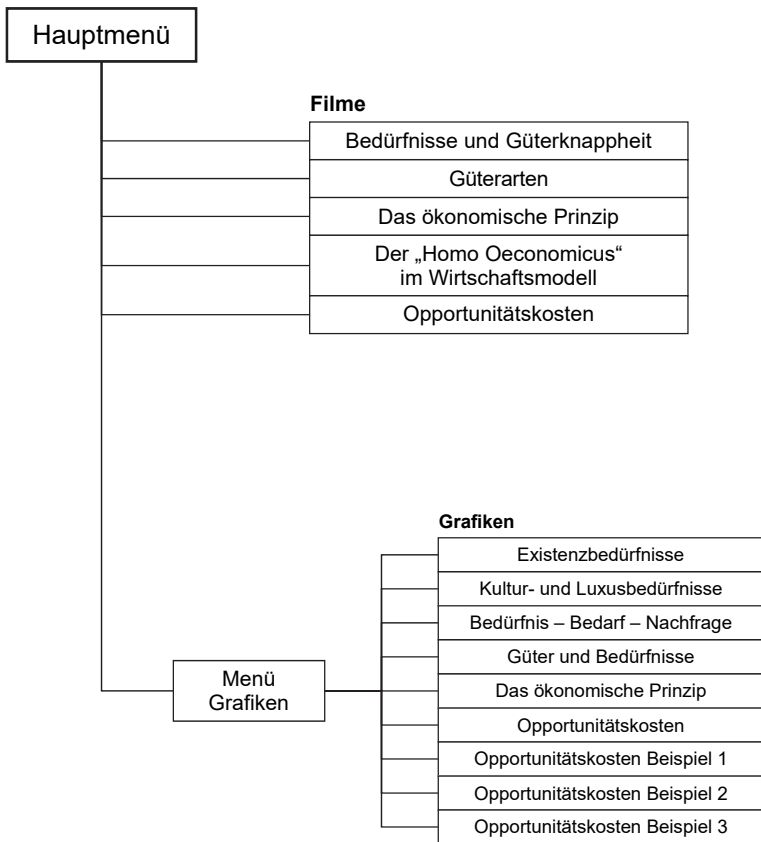 Hauptmenü
Filme
Bedürfnisse und Güterknappheit
Güterarten
Das ökonomische Prinzip
Der „Homo Oeconomicus“
im Wirtschaftsmodell
Opportunitätskosten
Grafiken
Existenzbedürfnisse
Kultur- und Luxusbedürfnisse
Bedürfnis – Bedarf – Nachfrage
Güter und Bedürfnisse
Menü
Grafiken
Das ökonomische Prinzip
Opportunitätskosten
Opportunitätskosten Beispiel 1
Opportunitätskosten Beispiel 2
Opportunitätskosten Beispiel 3